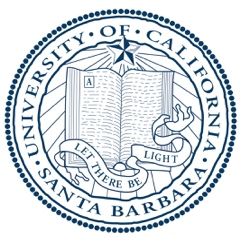 UNIVERSITY · OF · CALIFORNIA
A
LET THERE BE
LIGHT
SANTA BARBARA